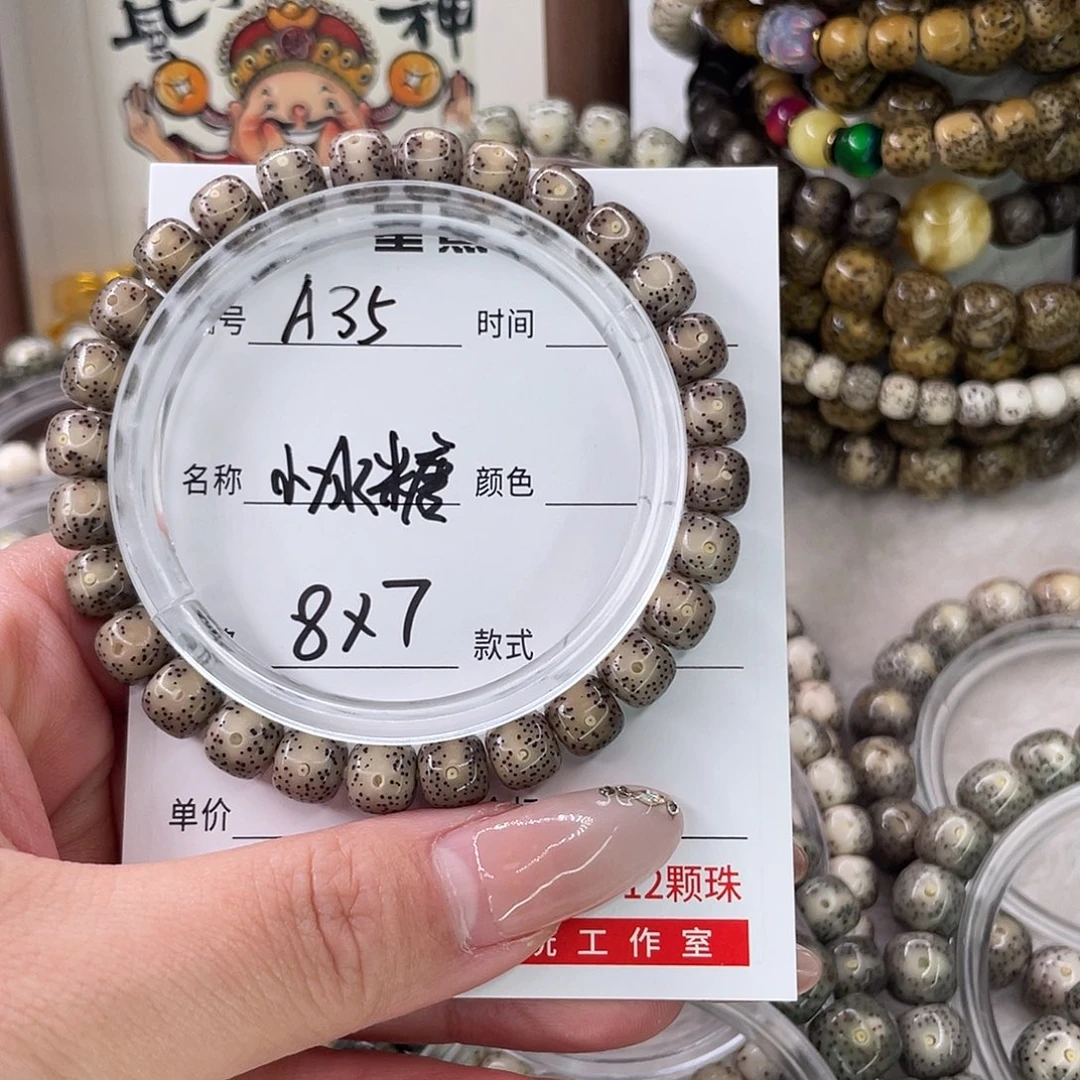 神
号 A35 时间
名称 小冰糖 颜色
8x7 款式
单价
12颗珠
工作室